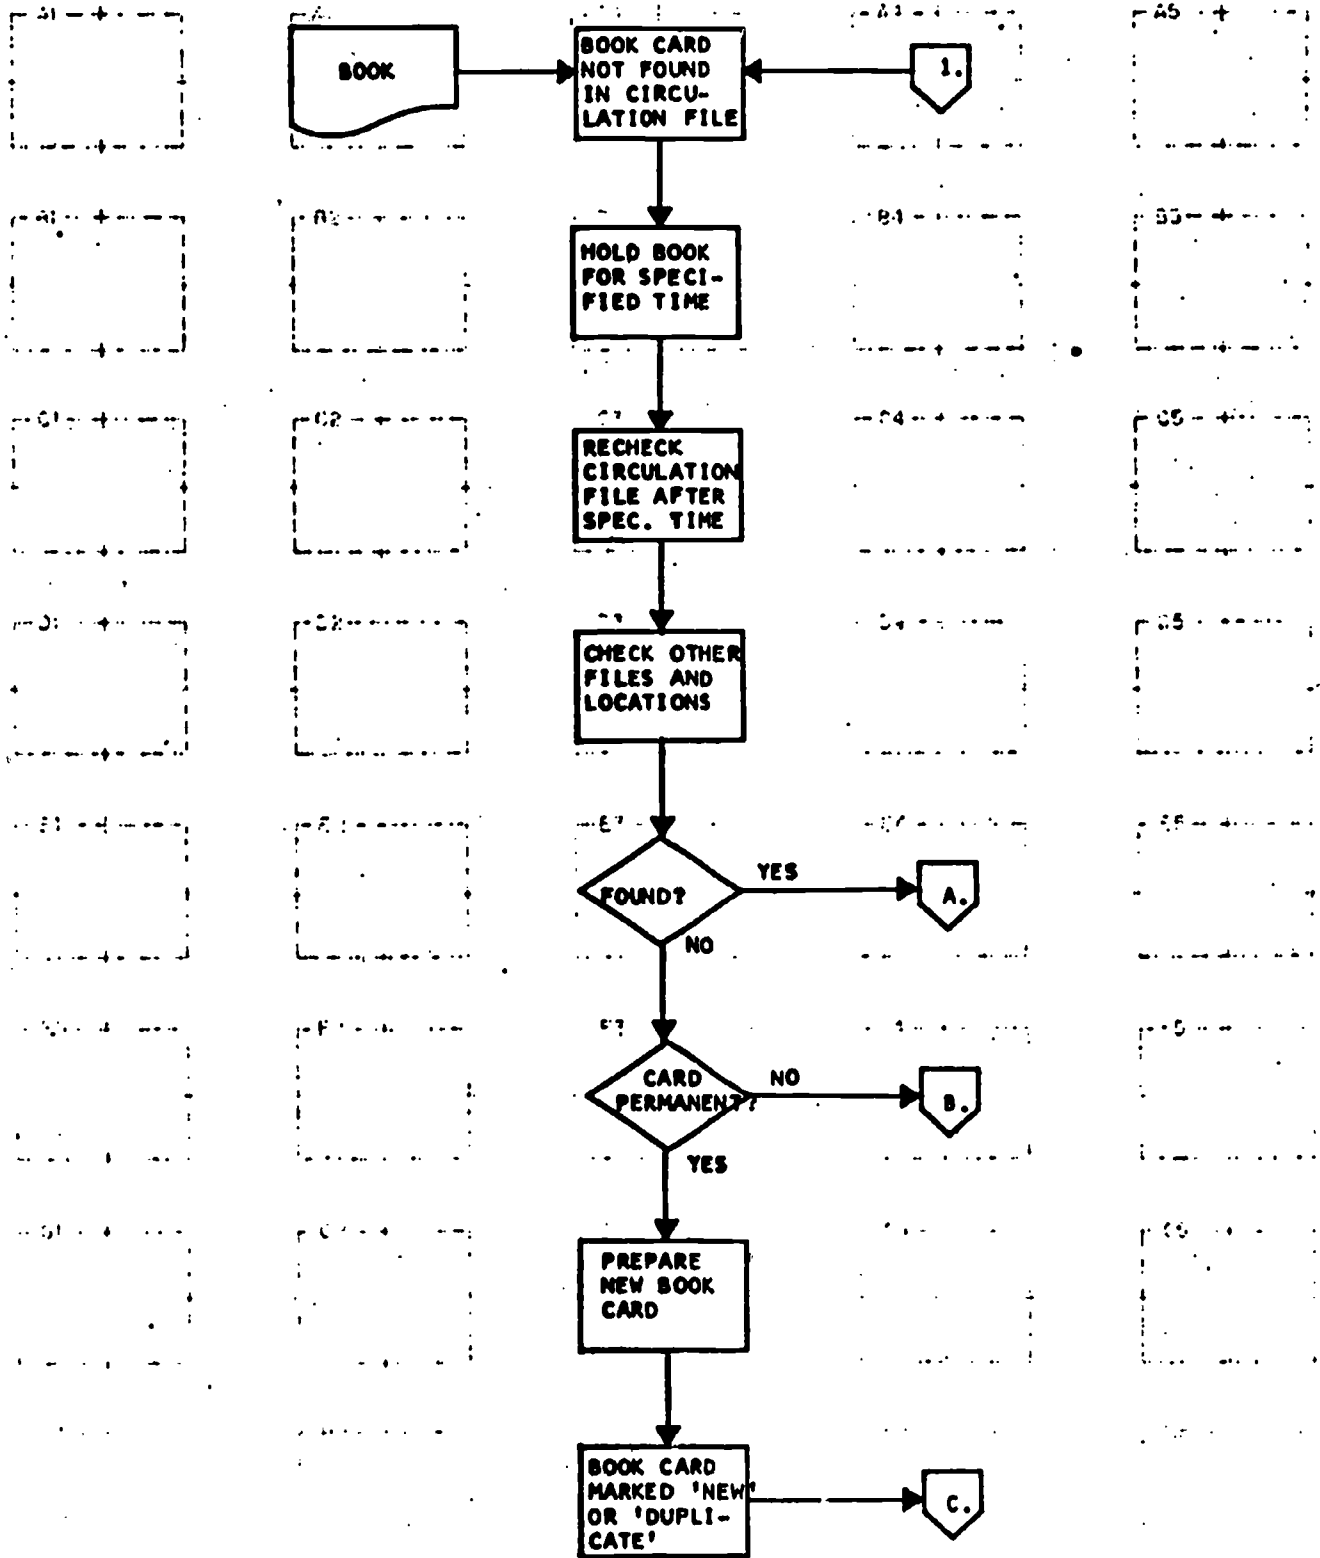 BOOK
BOOK CARD
NOT FOUND
IN CIRCU-
LATION FILE
1.
A5
HOLD BOOK
FOR SPECI-
FIED TIME
RECHECK
CIRCULATION
FILE AFTER
SPEC. TIME
CHECK OTHER
FILES AND
LOCATIONS
FOUND?
YES
A.
NO
CARD
PERMANENT?
NO
B.
YES
PREPARE
NEW BOOK
CARD
BOOK CARD
MARKED 'NEW'
OR 'DUPLI-
CATE'
C.